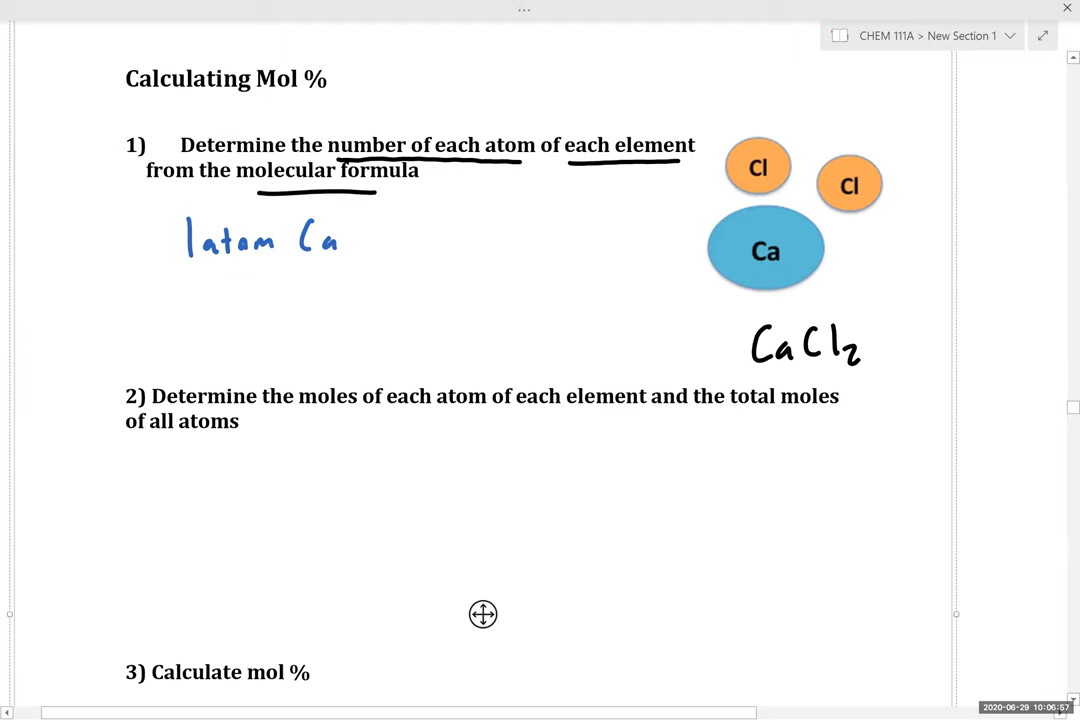 CHEM 111A > New Section 1
Calculating Mol %
1) Determine the number of each atom of each element
from the molecular formula
Cl
Cl
1 atom Ca
Ca
CaCl2
2) Determine the moles of each atom of each element and the total moles
of all atoms
3) Calculate mol %
2020-06-29 10:06:57